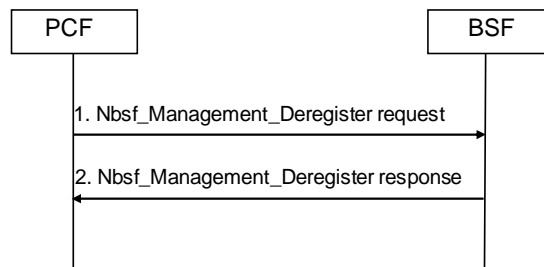 PCF
BSF
1. Nbsf_Management_Deregister request
2. Nbsf_Management_Deregister response